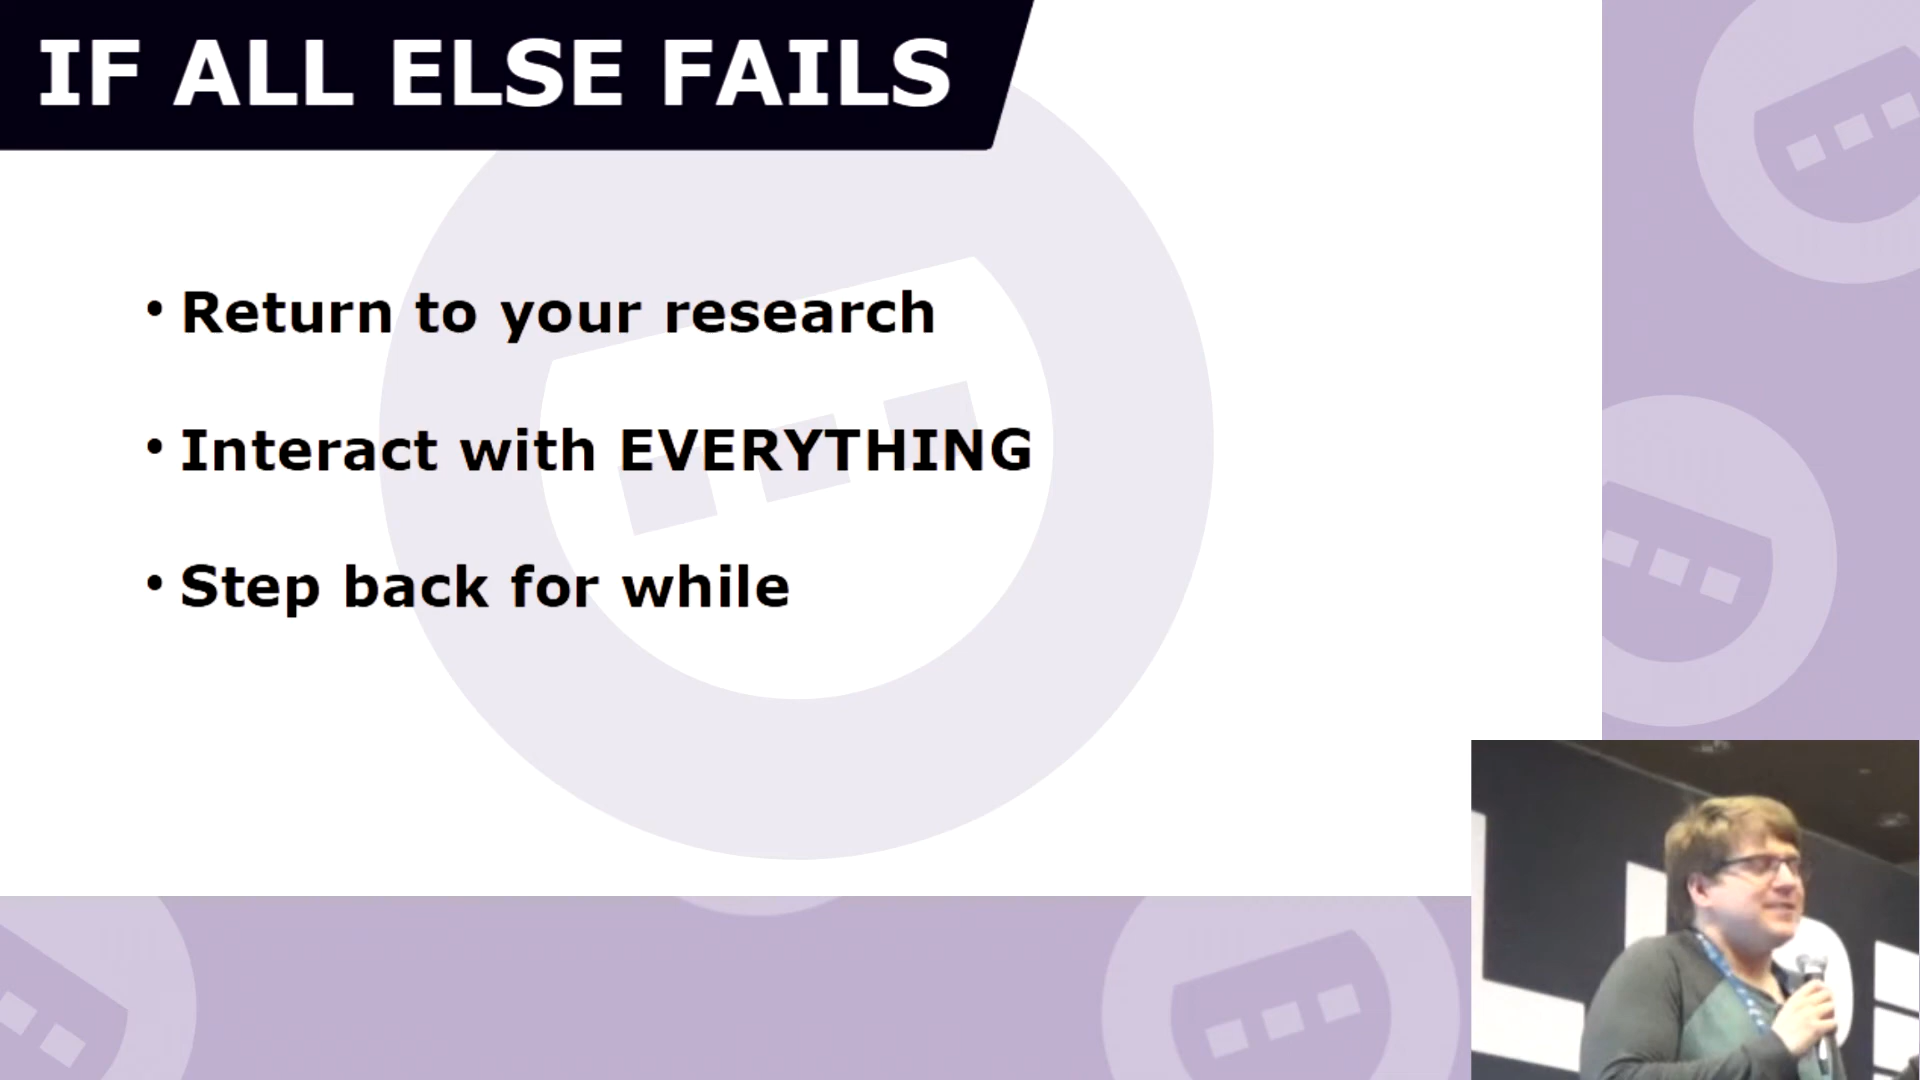 IF ALL ELSE FAILS
• Return to your research
• Interact with EVERYTHING
• Step back for while